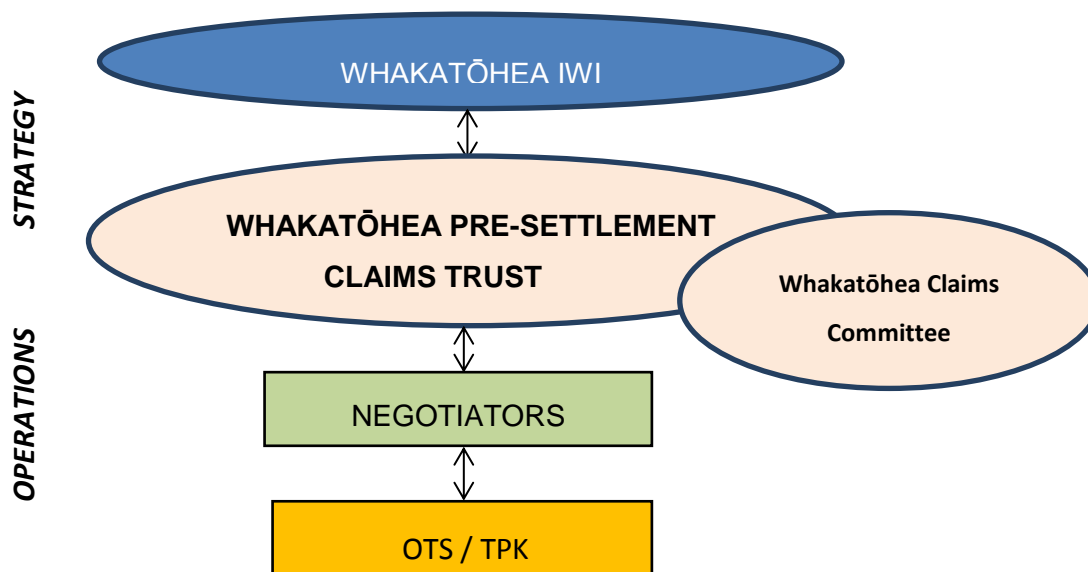 STRATEGY
WHAKATŌHEA IWI
WHAKATŌHEA PRE-SETTLEMENT
CLAIMS TRUST
Whakatōhea Claims
Committee
OPERATIONS
NEGOTIATORS
OTS / TPK